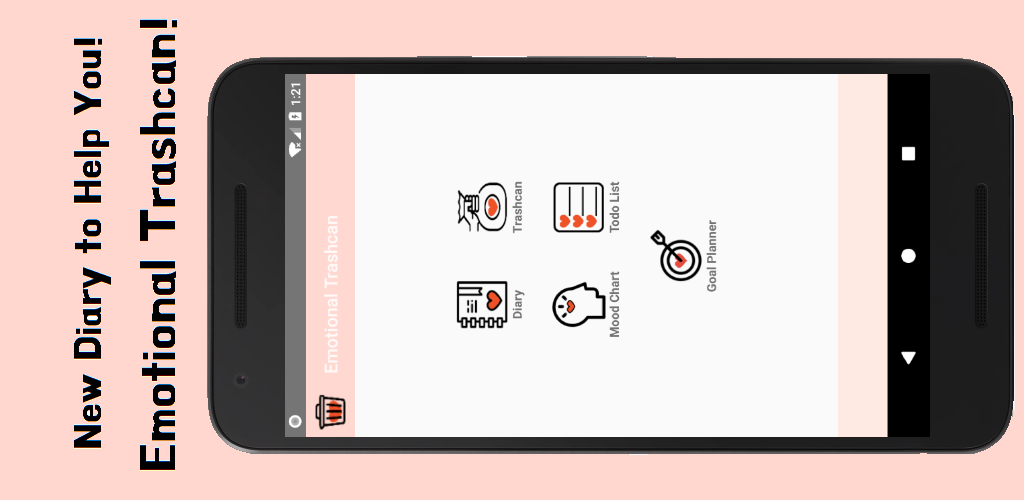 New Diary to Help You!
Emotional Trashcan!
1:21
Emotional Trashcan
Diary
Trashcan
Mood Chart
Todo List
Goal Planner